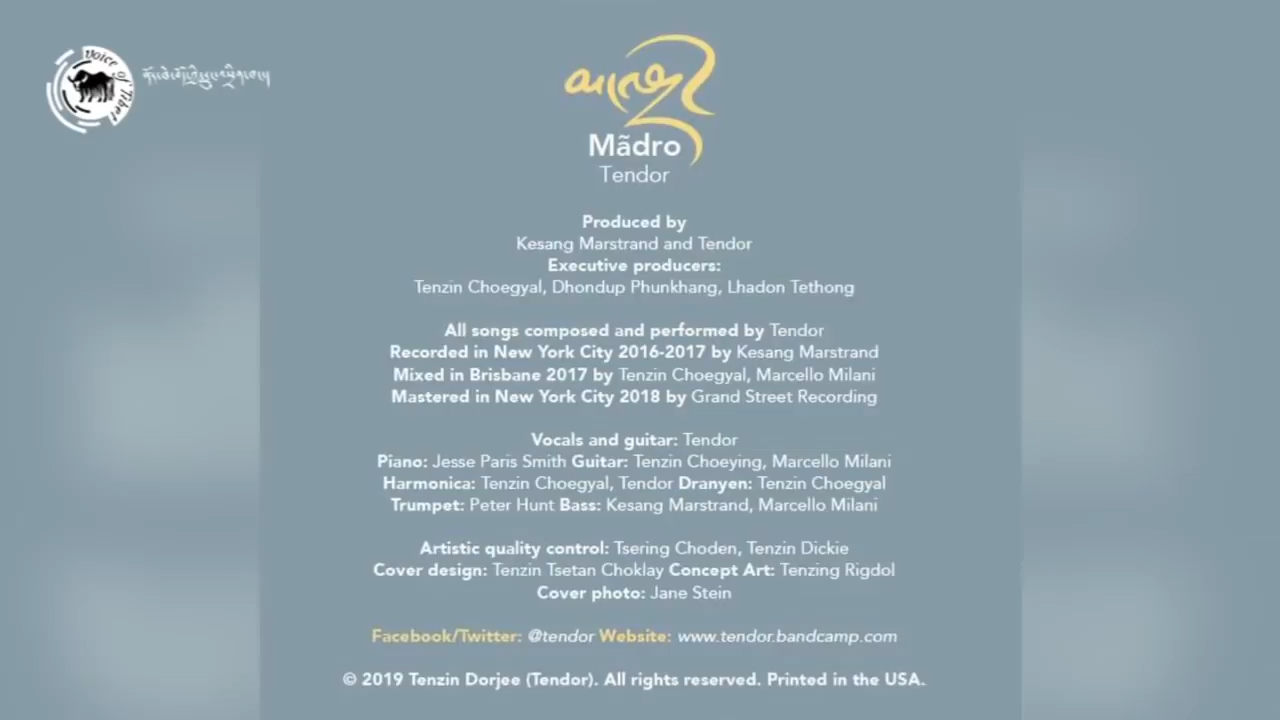 Voice of Tibet
Mãdro
Tendor
Produced by
Kesang Marstrand and Tendor
Executive producers:
Tenzin Choegyal, Dhondup Phunkhang, Lhadon Tethong
All songs composed and performed by Tendor
Recorded in New York City 2016-2017 by Kesang Marstrand
Mixed in Brisbane 2017 by Tenzin Choegyal, Marcello Milani
Mastered in New York City 2018 by Grand Street Recording
Vocals and guitar: Tendor
Piano: Jesse Paris Smith Guitar: Tenzin Choeying, Marcello Milani
Harmonica: Tenzin Choegyal, Tendor Dranyen: Tenzin Choegyal
Trumpet: Peter Hunt Bass: Kesang Marstrand, Marcello Milani
Artistic quality control: Tsering Choden, Tenzin Dickie
Cover design: Tenzin Tsetan Choklay Concept Art: Tenzing Rigdol
Cover photo: Jane Stein
Facebook/Twitter: @tendor Website: www.tendor.bandcamp.com
© 2019 Tenzin Dorjee (Tendor). All rights reserved. Printed in the USA.